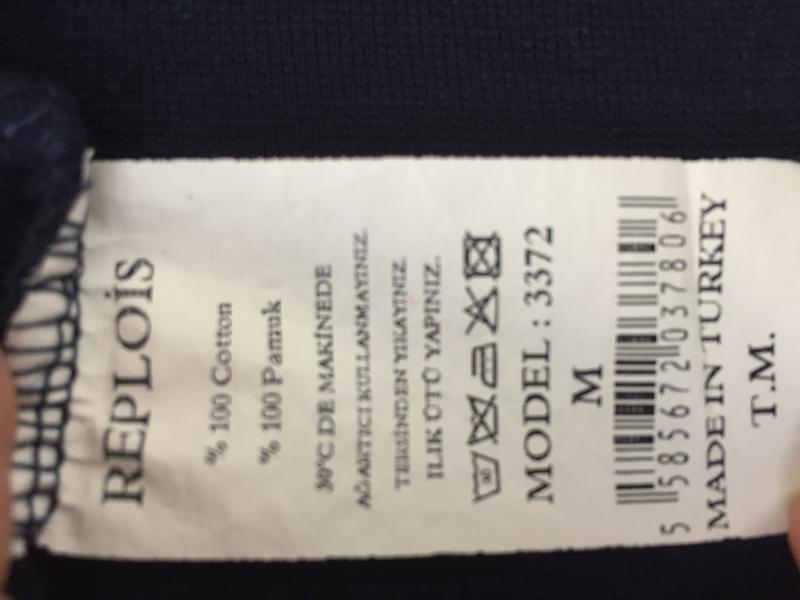 REPLOİS
% 100 Cotton
% 100 Pamuk
30°C DE MAKİNEDE
AĞARTICI KULLANMAYINIZ.
TERSİNDEN YIKAYINIZ.
ILIK ÜTÜ YAPINIZ.
MODEL : 3372
M
5 585672 037806
MADE IN TURKEY
T.M.